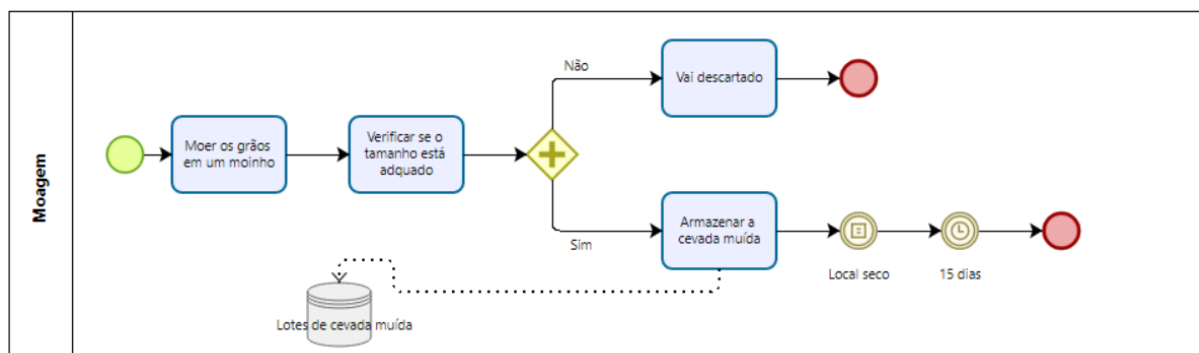 Moagem
Moer os grãos
em um moinho
Verificar se o
tamanho está
adquado
Não
Vai descartado
Sim
Armazenar a
cevada muída
Local seco
15 dias
Lotes de cevada muída